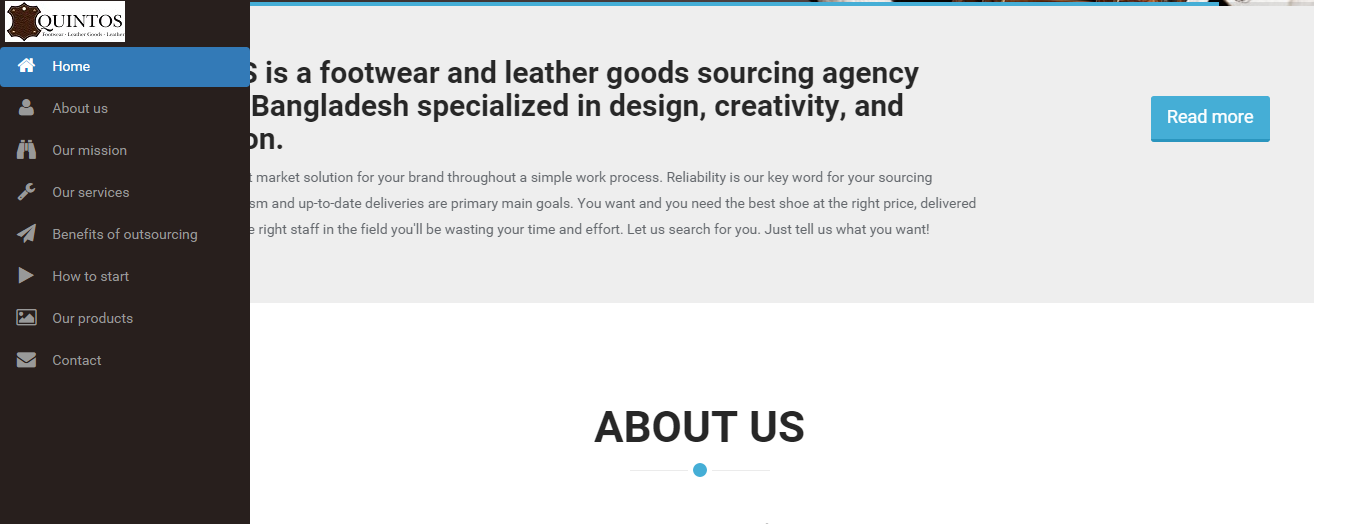 QUINTOS
Footwear - Leather Goods - Leather
Home
About us
Our mission
Our services
Benefits of outsourcing
How to start
Our products
Contact
S is a footwear and leather goods sourcing agency
Bangladesh specialized in design, creativity, and
on.
t market solution for your brand throughout a simple work process. Reliability is our key word for your sourcing
sm and up-to-date deliveries are primary main goals. You want and you need the best shoe at the right price, delivered
e right staff in the field you'll be wasting your time and effort. Let us search for you. Just tell us what you want!
Read more
ABOUT US